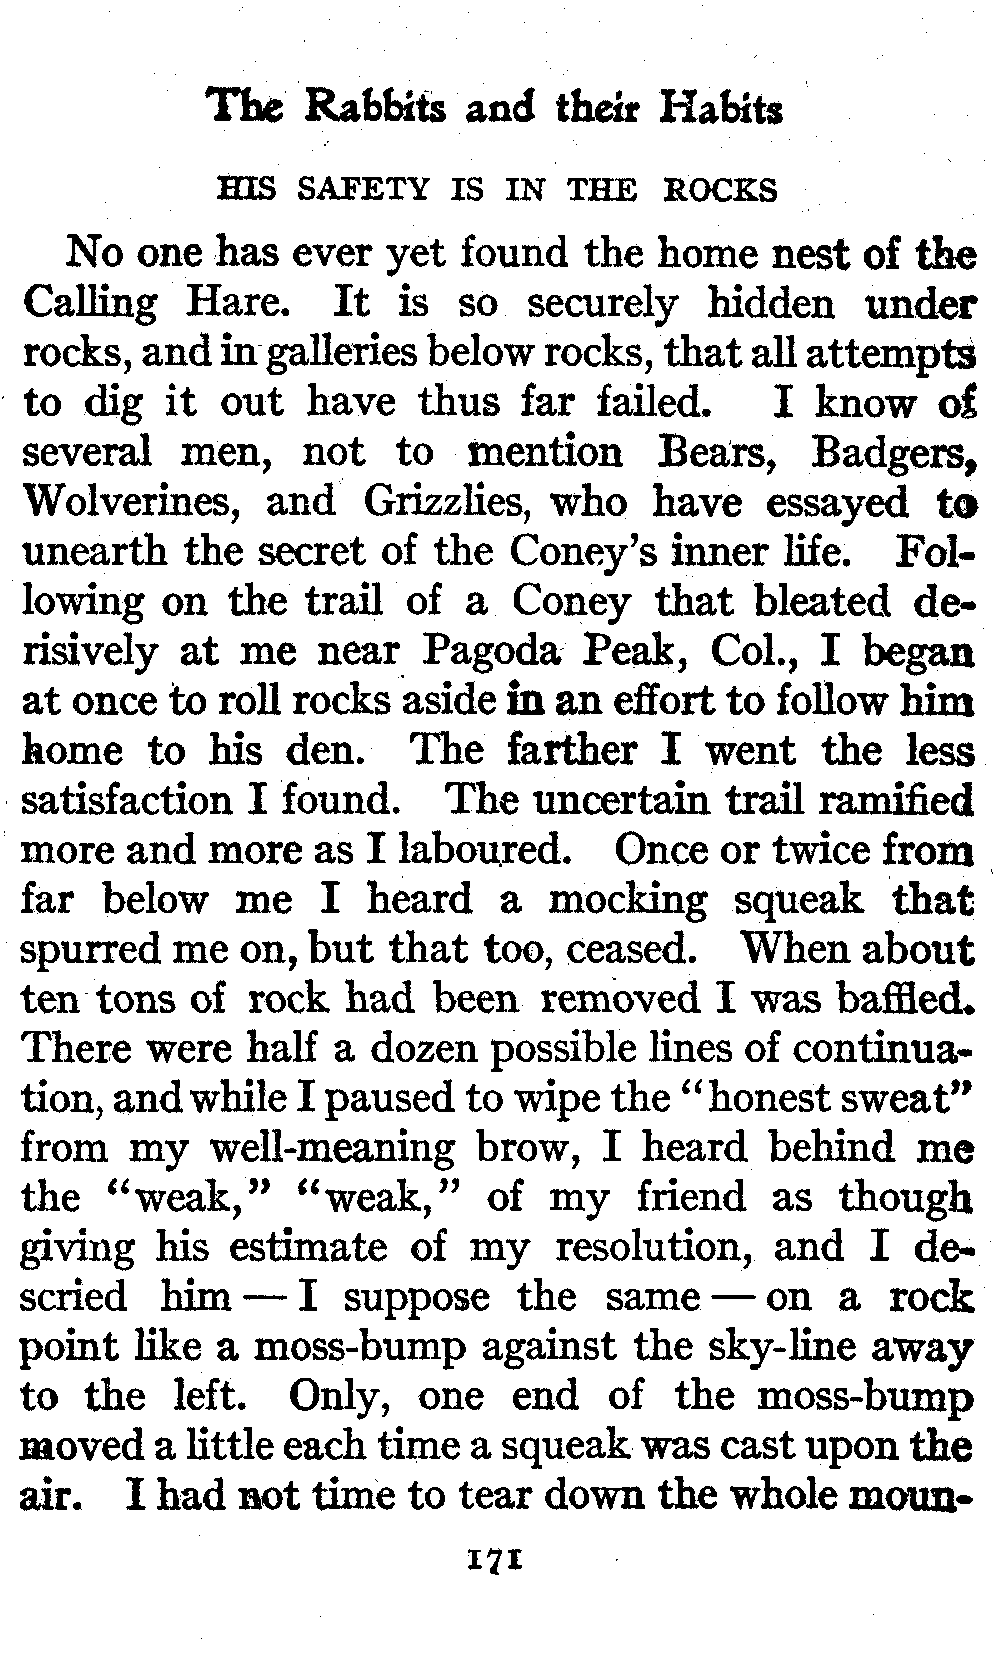 The Rabbits and their Habits
HIS SAFETY IS IN THE ROCKS
No one has ever yet found the home nest of the
Calling Hare. It is so securely hidden under
rocks, and in galleries below rocks, that all attempts
to dig it out have thus far failed. I know of
several men, not to mention Bears, Badgers,
Wolverines, and Grizzlies, who have essayed to
unearth the secret of the Coney's inner life. Fol-
lowing on the trail of a Coney that bleated de-
risively at me near Pagoda Peak, Col., I began
at once to roll rocks aside in an effort to follow him
home to his den. The farther I went the less
satisfaction I found. The uncertain trail ramified
more and more as I laboured. Once or twice from
far below me I heard a mocking squeak that
spurred me on, but that too, ceased. When about
ten tons of rock had been removed I was baffled.
There were half a dozen possible lines of continua-
tion, and while I paused to wipe the "honest sweat"
from my well-meaning brow, I heard behind me
the "weak," "weak," of my friend as though
giving his estimate of my resolution, and I de-
scried him — I suppose the same — on a rock
point like a moss-bump against the sky-line away
to the left. Only, one end of the moss-bump
moved a little each time a squeak was cast upon the
air. I had not time to tear down the whole moun-
171